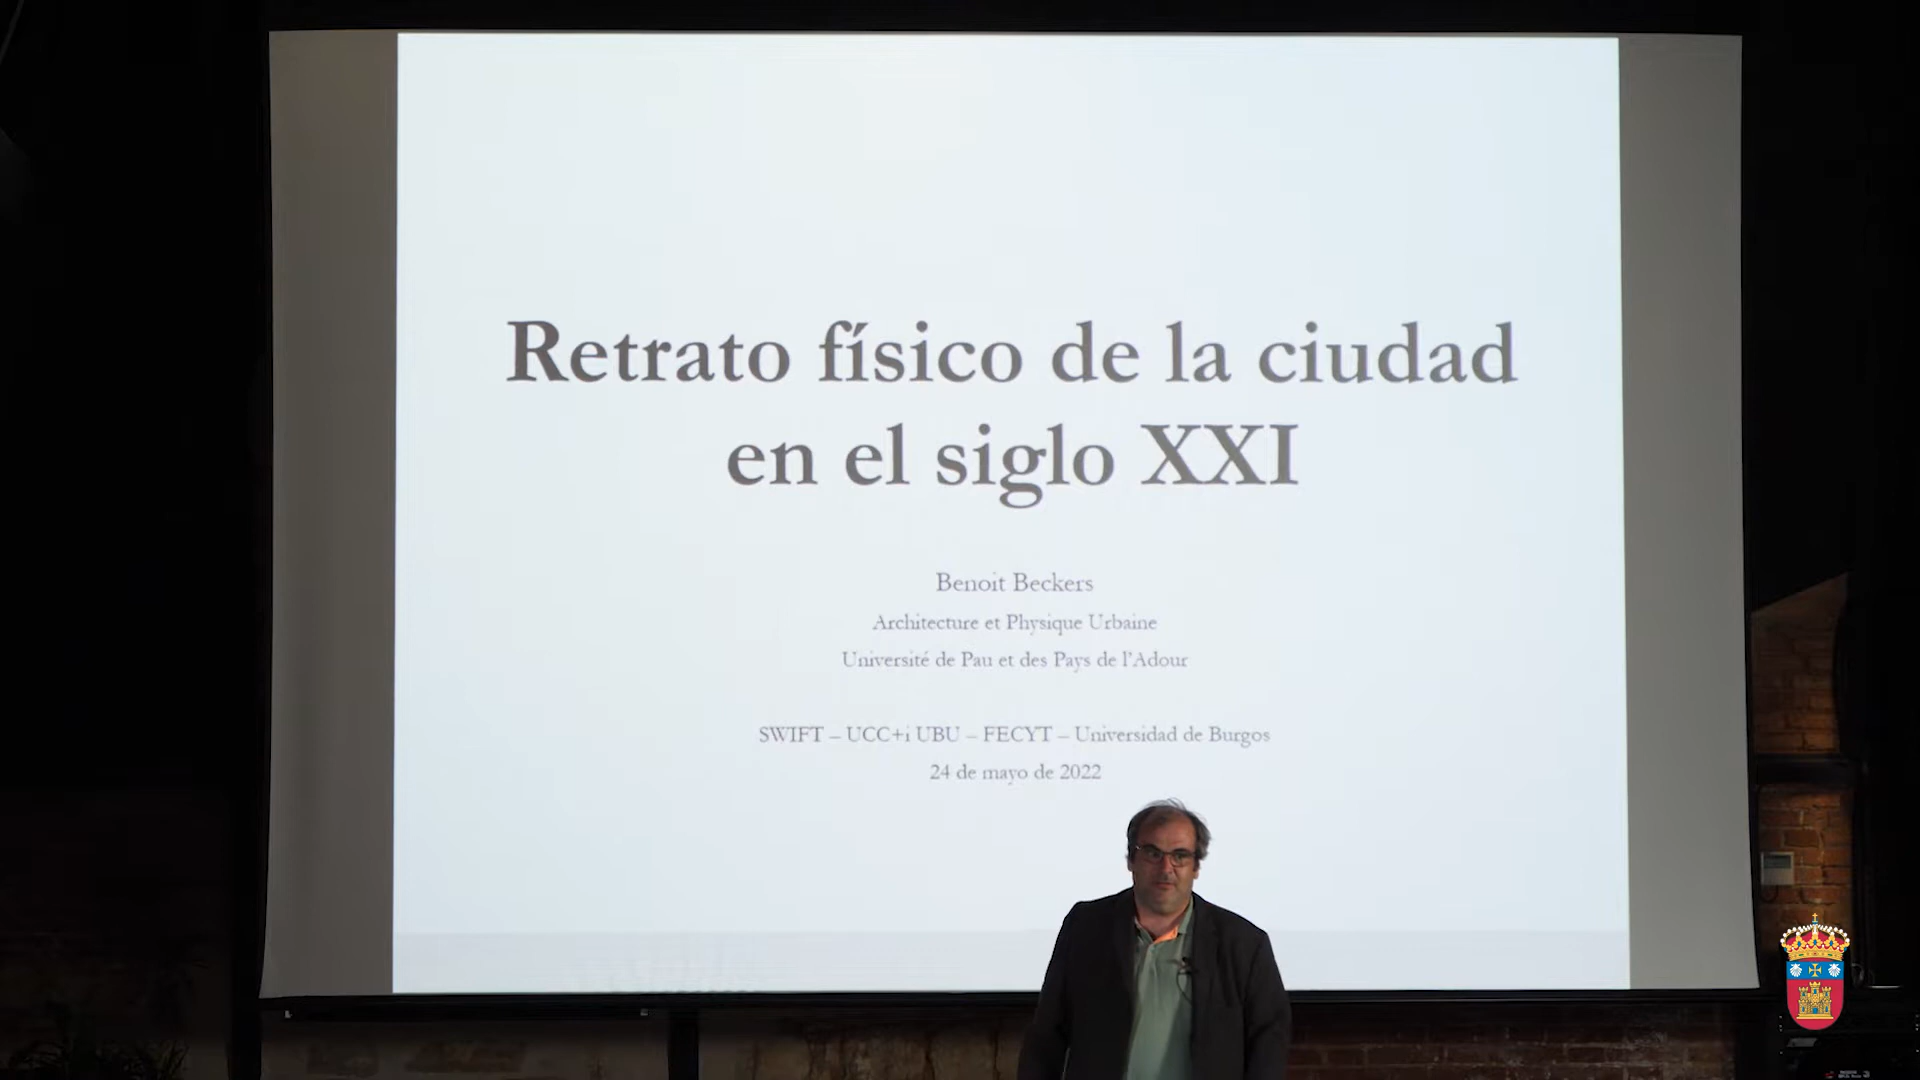 Retrato físico de la ciudad
en el siglo XXI
Benoit Beckers
Architecture et Physique Urbaine
Université de Pau et des Pays de l'Adour
SWIFT – UCC+i UBU – FECYT – Universidad de Burgos
24 de mayo de 2022